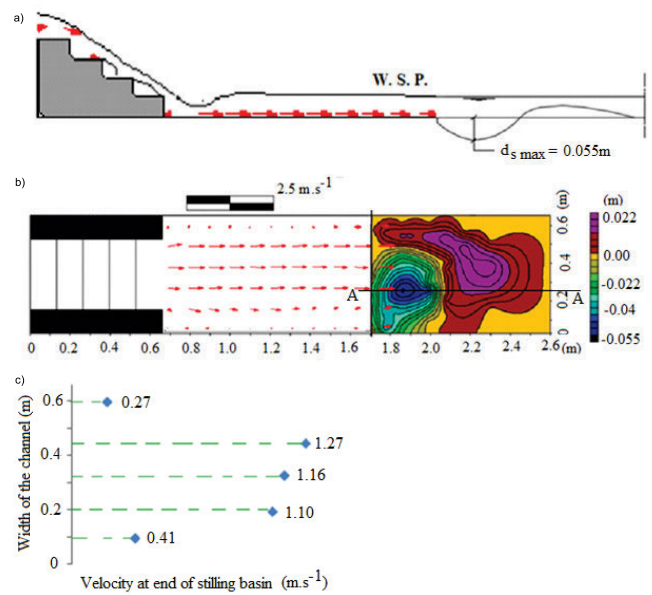 a)
W. S. P.
d s max = 0.055m
b)
2.5 m.s-1
(m)
(m)
0.022
0.00
-0.022
-0.04
-0.055
0.6
0.4
0.2
0
A
A
0 0.2 0.4 0.6 0.8 1.0 1.2 1.4 1.6 1.8 2.0 2.2 2.4 2.6
(m)
c)
Width of the channel (m)
0.6
0.4
0.2
0
0.27
1.27
1.16
1.10
0.41
Velocity at end of stilling basin (m.s-1)